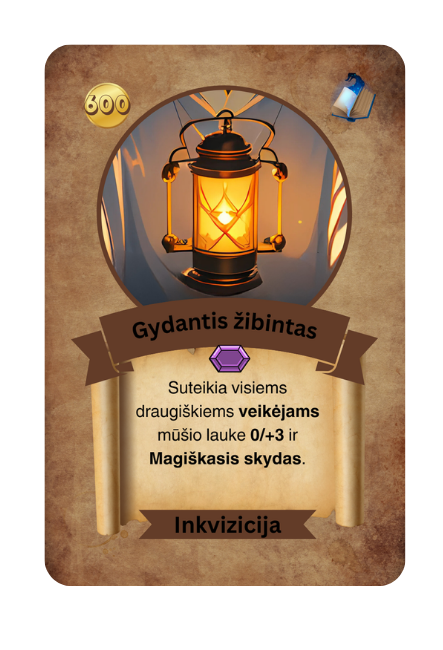 600
Gydantis žibintas
Suteikia visiems
draugiškiems veikėjams
mūšio lauke 0/+3 ir
Magiškasis skydas.
Inkvizicija